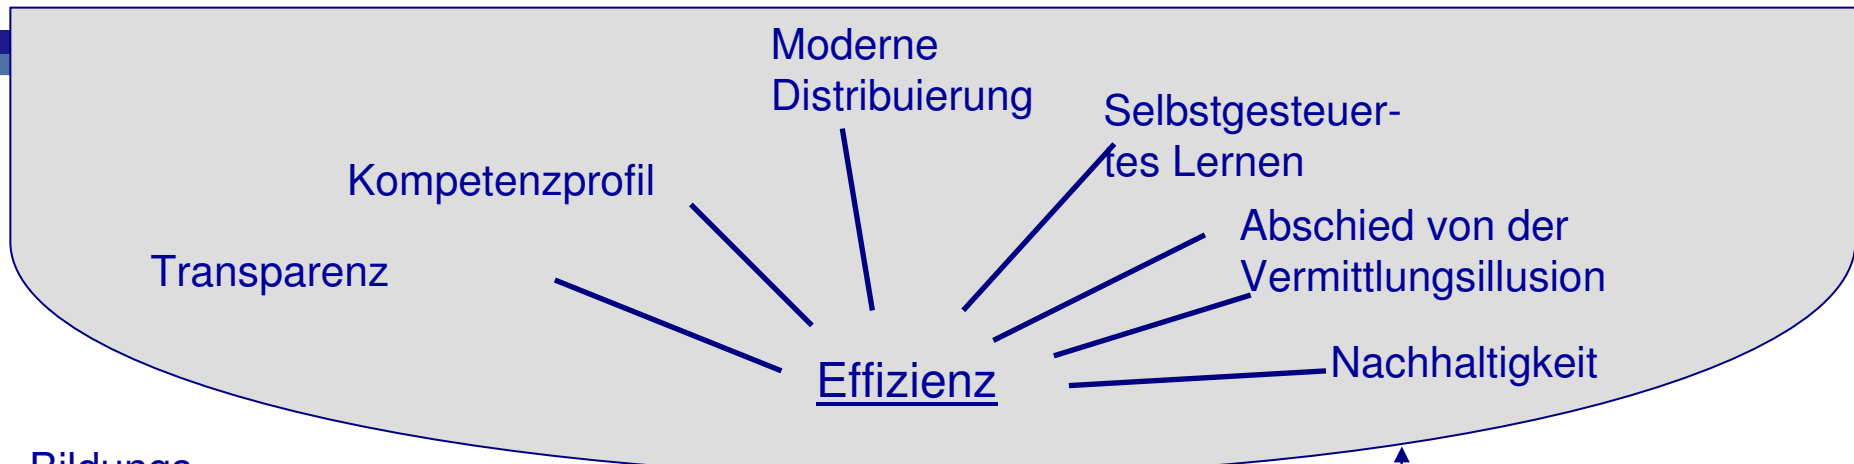 Moderne
Distribuierung
Selbstgesteuer-
tes Lernen
Kompetenzprofil
Abschied von der
Vermittlungsillusion
Transparenz
Nachhaltigkeit
Effizienz